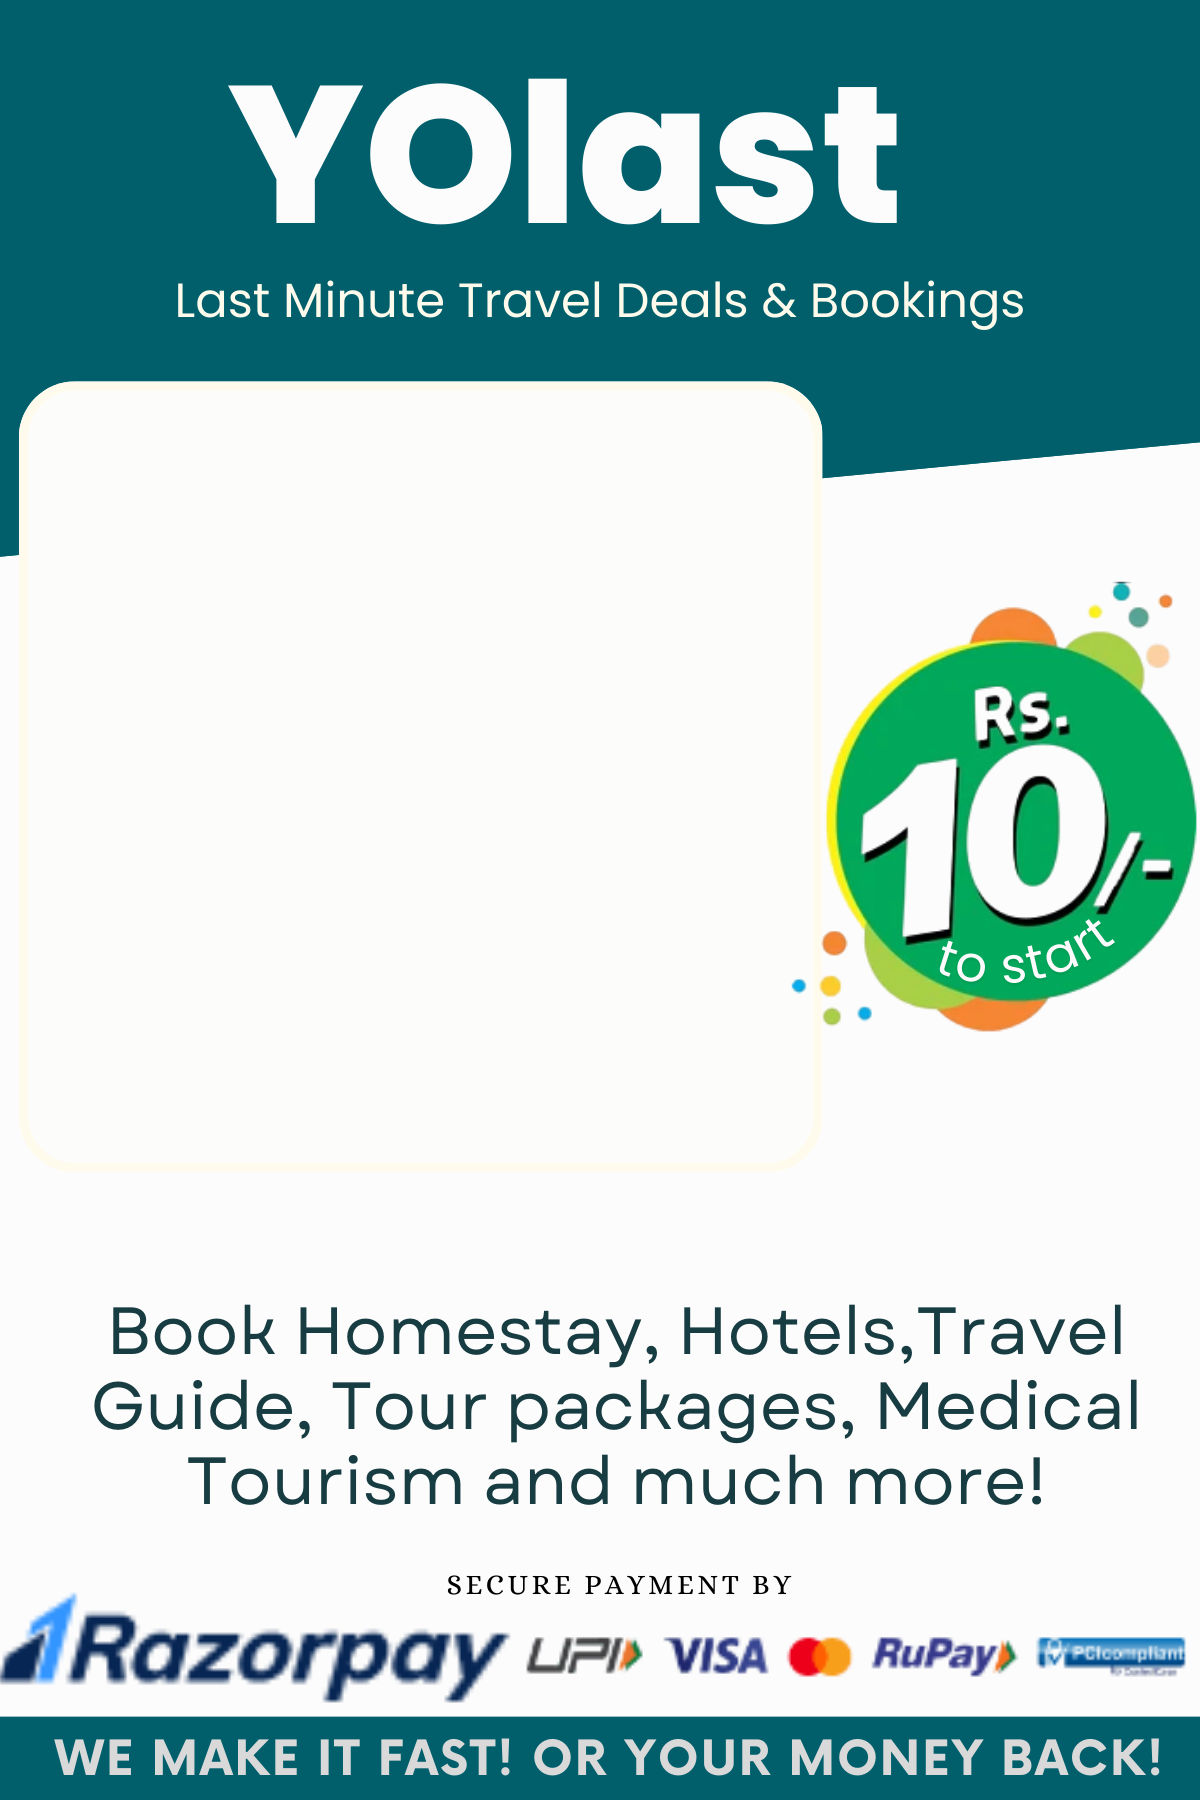 YOlast
Last Minute Travel Deals & Bookings
Rs.
10/-
to start
Book Homestay, Hotels,Travel
Guide, Tour packages, Medical
Tourism and much more!
SECURE PAYMENT BY
Razorpay UPI VISA RuPay PCIcompliant
WE MAKE IT FAST! OR YOUR MONEY BACK!